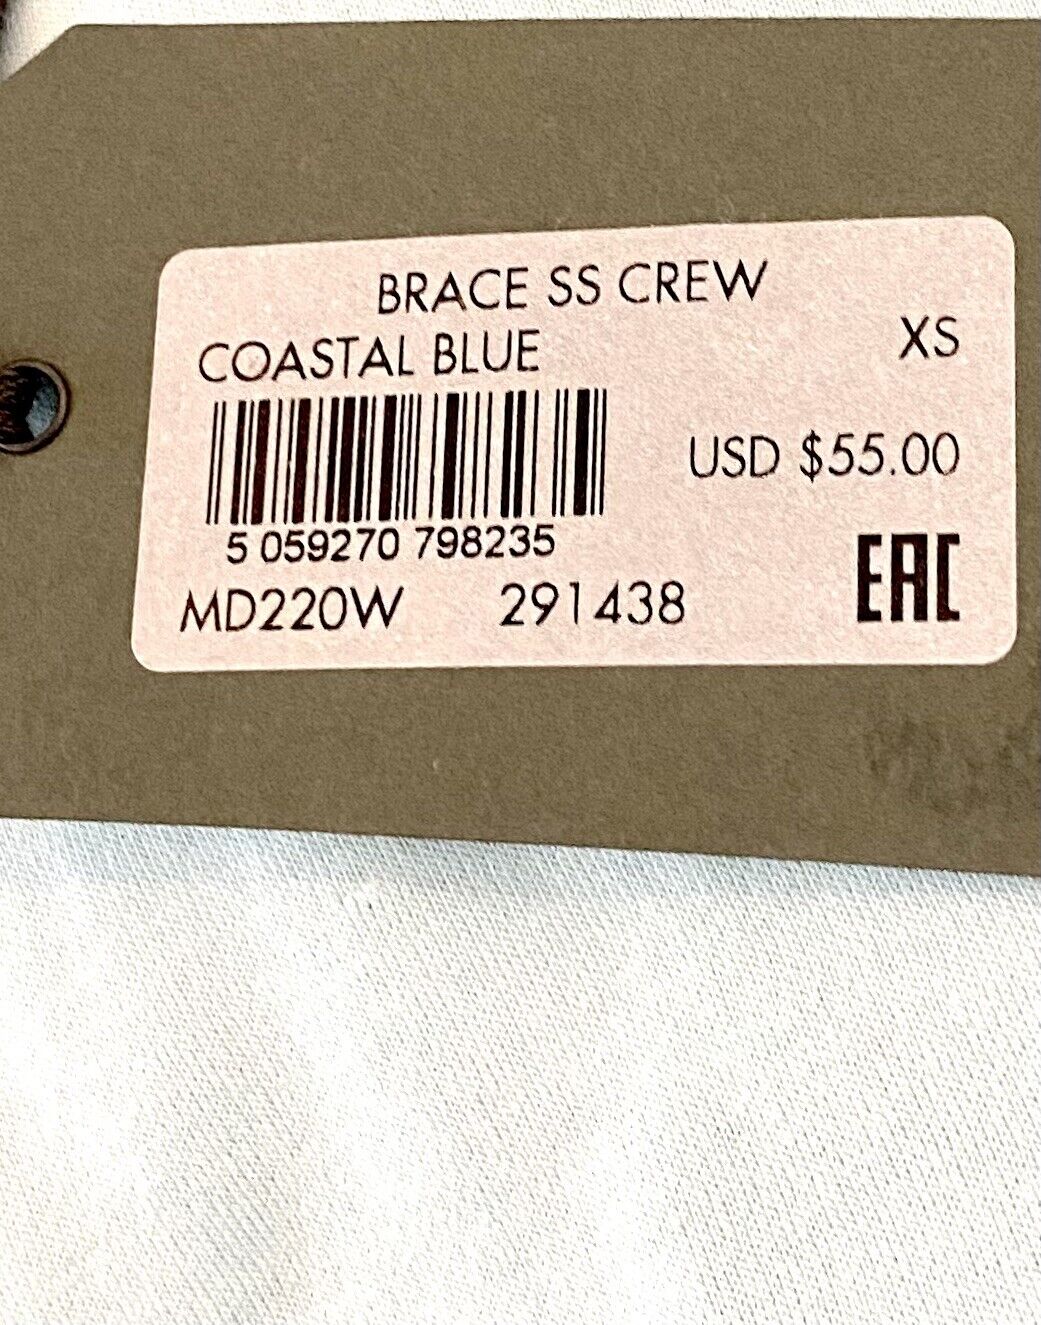 BRACE SS CREW
COASTAL BLUE XS
USD $55.00
5 059270 798235
MD220W 291438 EAC